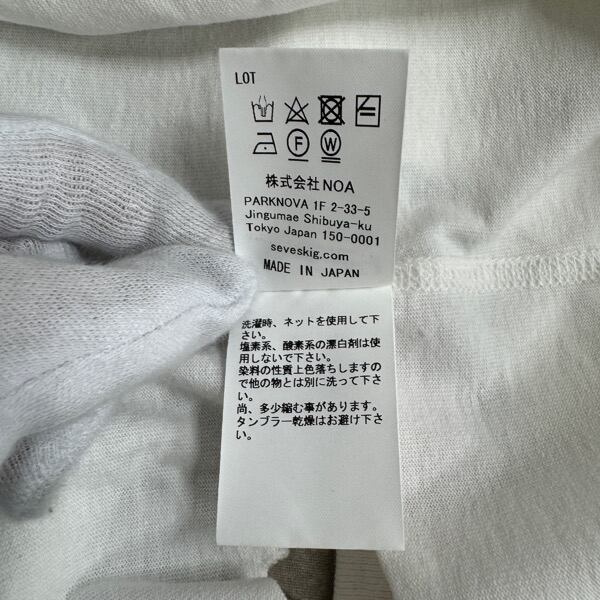 LOT
F W
株式会社NOA
PARKNOVA 1F 2-33-5
Jingumae Shibuya-ku
Tokyo Japan 150-0001
seveskig.com
MADE IN JAPAN
洗濯時、ネットを使用して下
さい。
塩素系、酸素系の漂白剤は使
用しないで下さい。
染料の性質上色落ちしますの
で他の物とは別に洗って下さ
い。
尚、多少縮む事があります。
タンブラー乾燥はお避け下さ
い。